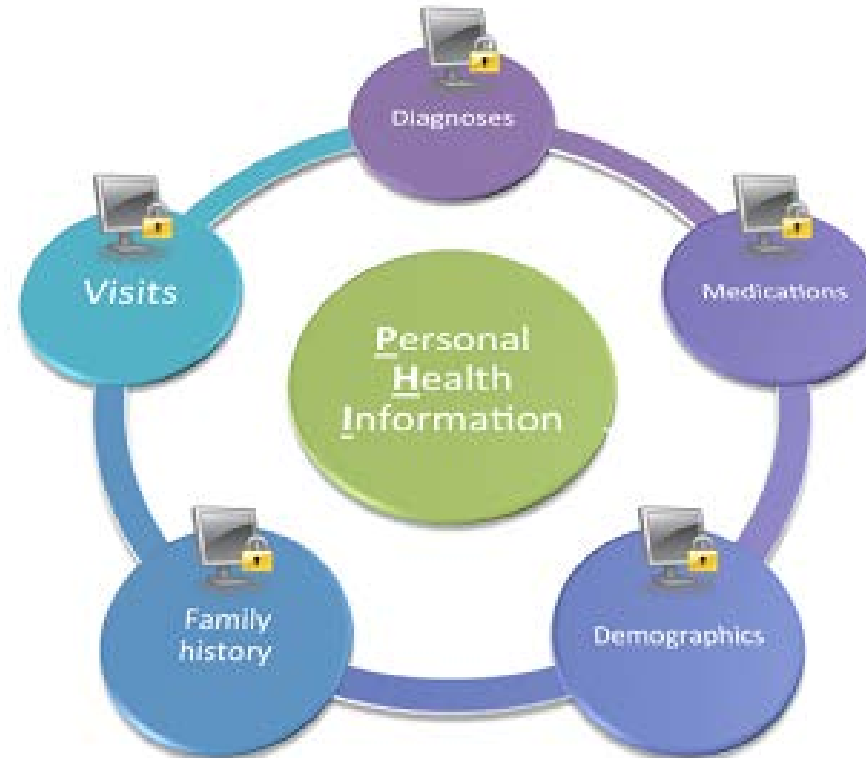 Diagnoses
Visits
Medications
Personal
Health
Information
Family
history
Demographics